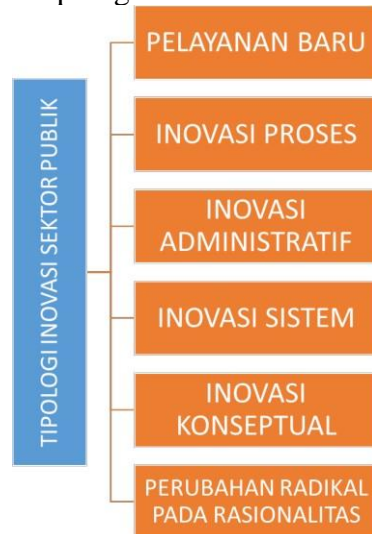 TIPOLOGI INOVASI SEKTOR PUBLIK
PELAYANAN BARU
INOVASI PROSES
INOVASI
ADMINISTRATIF
INOVASI SISTEM
INOVASI
KONSEPTUAL
PERUBAHAN RADIKAL
PADA RASIONALITAS